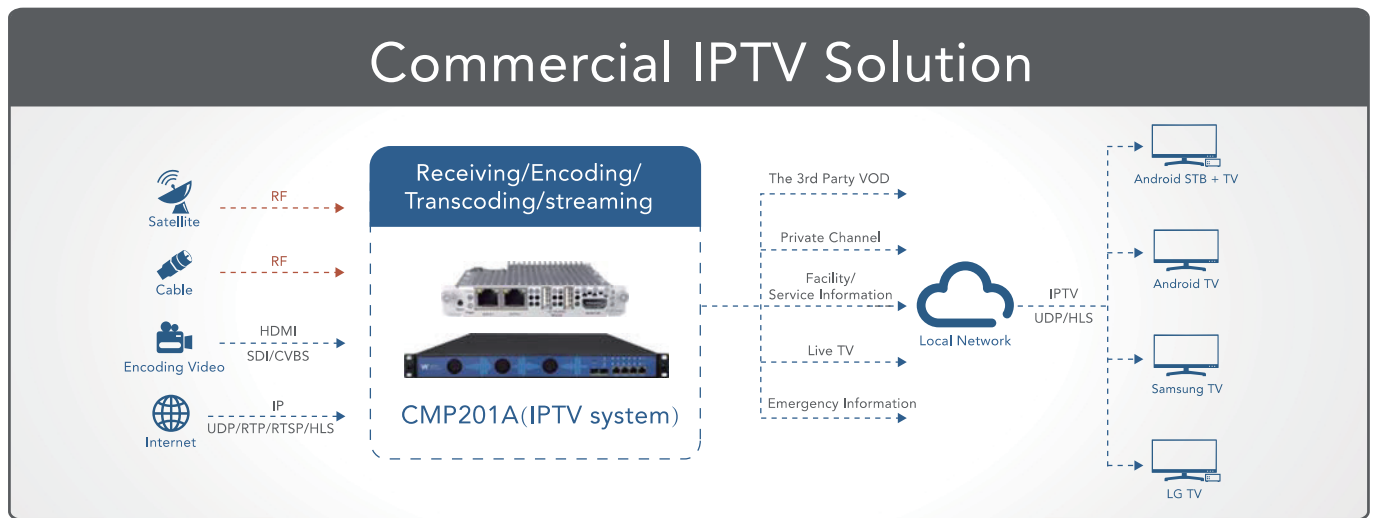 Commercial IPTV Solution
Satellite
RF
Cable
RF
Encoding Video
HDMI
SDI/CVBS
Internet
IP
UDP/RTP/RTSP/HLS
Receiving/Encoding/
Transcoding/streaming
CMP201A(IPTV system)
The 3rd Party VOD
Private Channel
Facility/
Service Information
Live TV
Emergency Information
Local Network
IPTV
UDP/HLS
Android STB + TV
Android TV
Samsung TV
LG TV